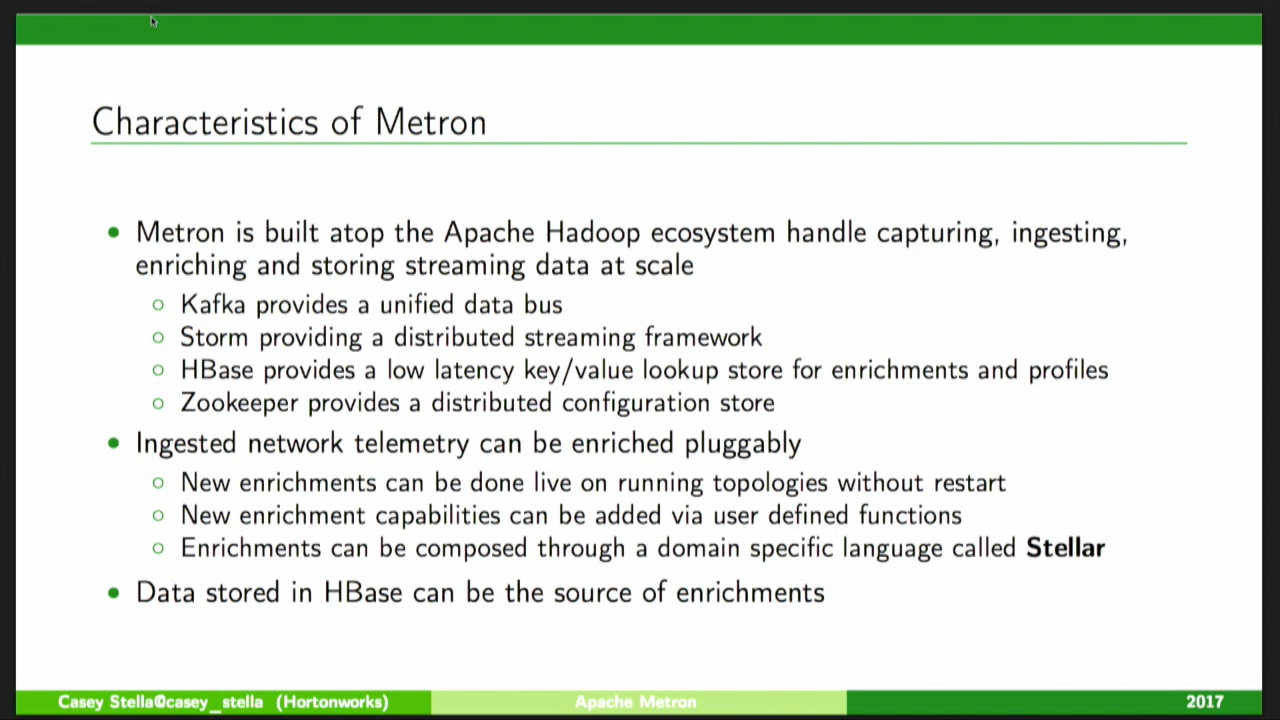 Characteristics of Metron
• Metron is built atop the Apache Hadoop ecosystem handle capturing, ingesting,
enriching and storing streaming data at scale
○ Kafka provides a unified data bus
○ Storm providing a distributed streaming framework
○ HBase provides a low latency key/value lookup store for enrichments and profiles
○ Zookeeper provides a distributed configuration store
• Ingested network telemetry can be enriched pluggably
○ New enrichments can be done live on running topologies without restart
○ New enrichment capabilities can be added via user defined functions
○ Enrichments can be composed through a domain specific language called Stellar
• Data stored in HBase can be the source of enrichments
Casey Stella@casey_stella (Hortonworks) Apache Metron 2017